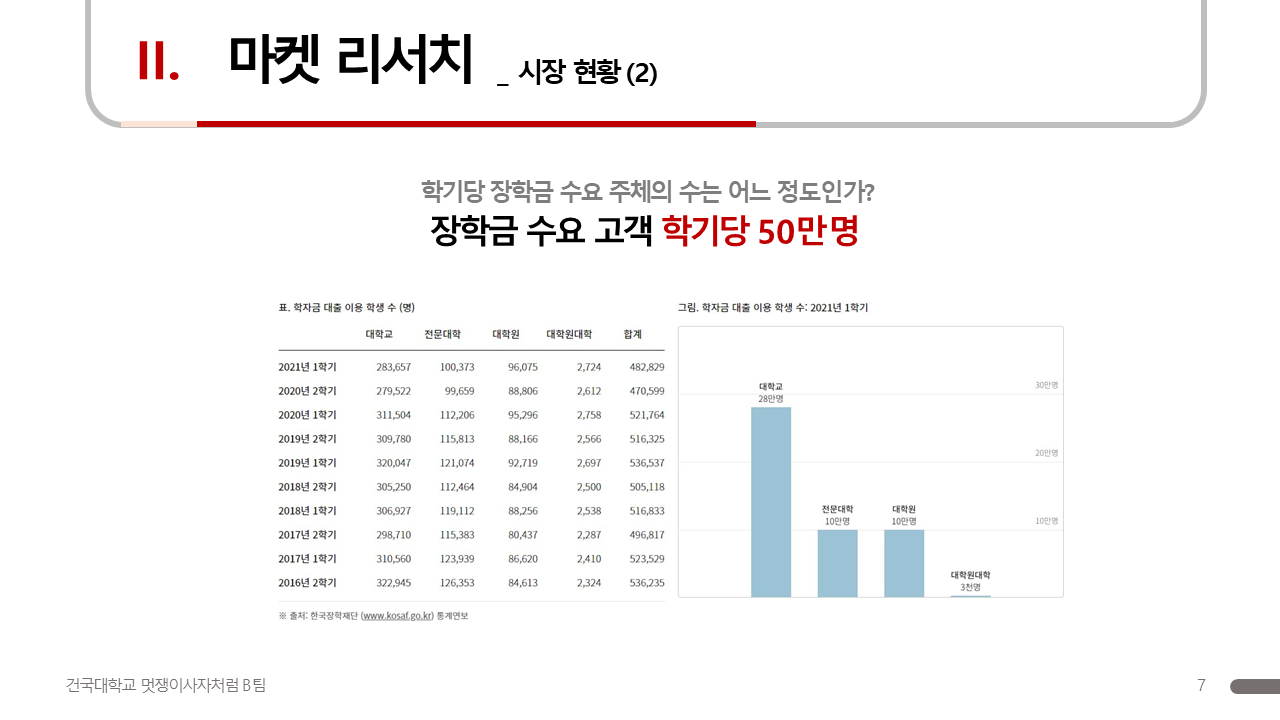 II. 마켓 리서치 _ 시장 현황 (2)
학기당 장학금 수요 주체의 수는 어느 정도인가?
장학금 수요 고객 학기당 50만명
표. 학자금 대출 이용 학생 수 (명)
대학교 전문대학 대학원 대학원대학 합계
2021년 1학기 283,657 100,373 96,075 2,724 482,829
2020년 2학기 279,522 99,659 88,806 2,612 470,599
2020년 1학기 311,504 112,206 95,296 2,758 521,764
2019년 2학기 309,780 115,813 88,166 2,566 516,325
2019년 1학기 320,047 121,074 92,719 2,697 536,537
2018년 2학기 305,250 112,464 84,904 2,500 505,118
2018년 1학기 306,927 119,112 88,256 2,538 516,833
2017년 2학기 298,710 115,383 80,437 2,287 496,817
2017년 1학기 310,560 123,939 86,620 2,410 523,529
2016년 2학기 322,945 126,353 84,613 2,324 536,235
※ 출처: 한국장학재단 (www.kosaf.go.kr) 통계연보
그림. 학자금 대출 이용 학생 수: 2021년 1학기
30만명
대학교
28만명
20만명
전문대학
10만명
대학원
10만명
10만명
대학원대학
3천명
건국대학교 멋쟁이사자처럼 B팀
7